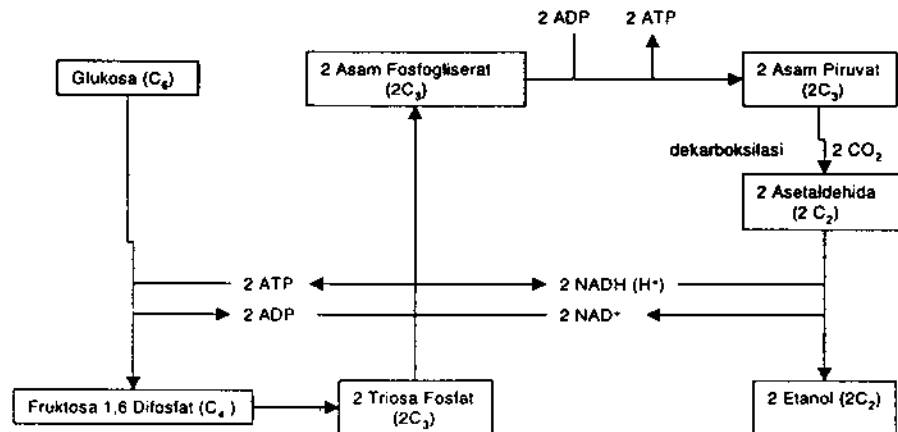 2 ADP 2 ATP
Glukosa (C₆)
2 Asam Fosfogliserat
(2C₃)
2 Asam Piruvat
(2C₃)
dekarboksilasi 2 CO₂
2 Asetaldehida
(2 C₂)
2 ATP 2 NADH (H⁺)
2 ADP 2 NAD⁺
Fruktosa 1,6 Difosfat (C₄ )
2 Triosa Fosfat
(2C₃)
2 Etanol (2C₂)